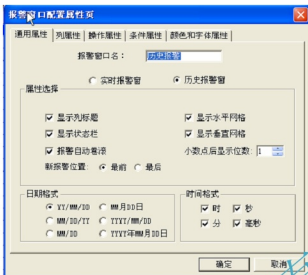 报警窗口配置属性页
通用属性 列属性 操作属性 条件属性 颜色和字体属性
报警窗口名： 历史报警
实时报警窗 历史报警窗
属性选择
显示列标题 显示水平网格
显示状态栏 显示垂直网格
报警自动卷滚 小数点后显示位数： 1
新报警位置： 最前 最后
日期格式 时间格式
YY/MM/DD MM月DD日 时 秒
MM/DD/YY YYYY/MM/DD 分 毫秒
MM/DD YYYY年MM月DD日
确定 取消